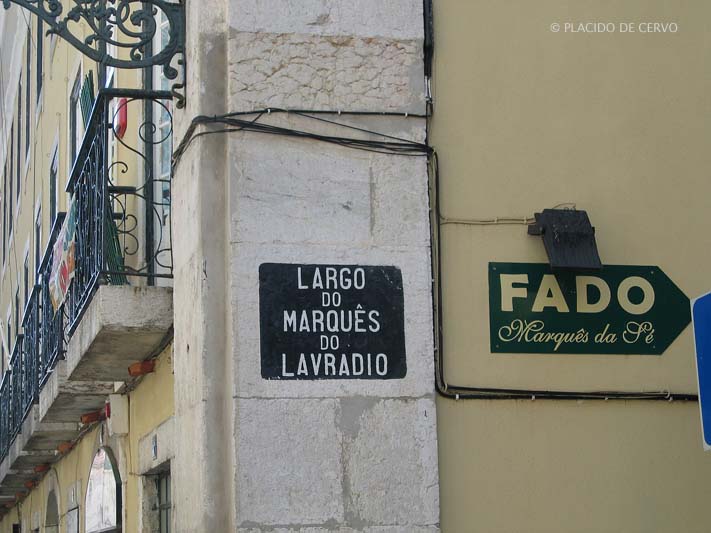 © PLACIDO DE CERVO
LARGO
DO
MARQUÊS
DO
LAVRADIO
FADO
Marquês da Sé